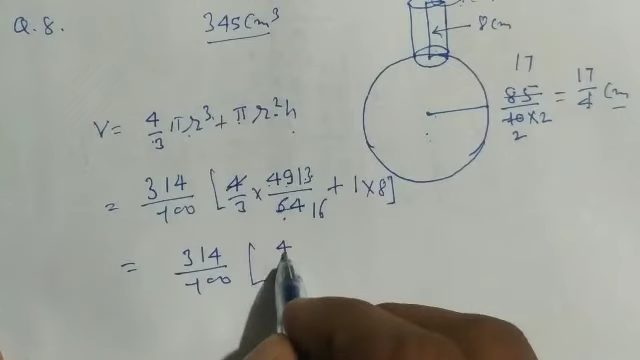 Q.8. 345 Cm³
8 Cm
17
85/10×2 = 17/4 Cm
2
V = 4/3 πr³ + πr²h
= 314/100 [4/3 × 4913/64 16 + 1×8]
= 314/100 [4